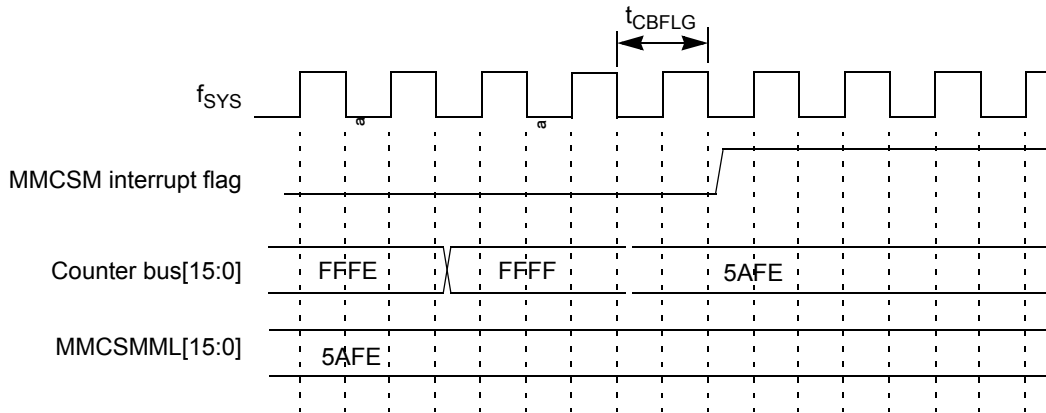 tCBFLG
fSYS
a a
MMCSM interrupt flag
Counter bus[15:0] FFFE FFFF 5AFE
MMCSMML[15:0] 5AFE